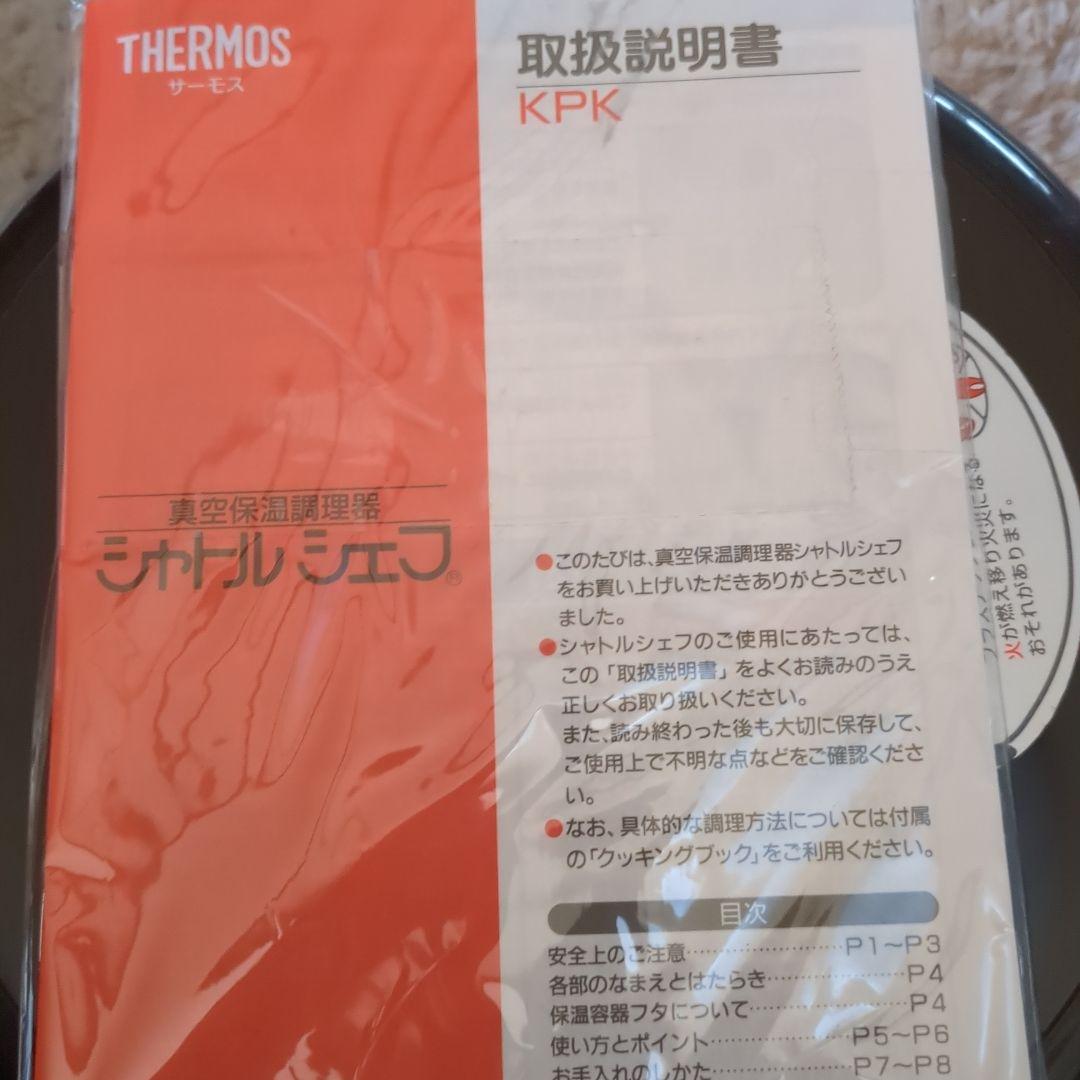 THERMOS
サーモス
取扱説明書
KPK
真空保温調理器
シャトルシェフ®
●このたびは、真空保温調理器シャトルシェフ
をお買い上げいただきありがとうござい
ました。
●シャトルシェフのご使用にあたっては、
この「取扱説明書」をよくお読みのうえ
正しくお取り扱いください。
また、読み終わった後も大切に保存して、
ご使用上で不明な点などをご確認くださ
い。
●なお、具体的な調理方法については付属
の「クッキングブック」をご利用ください。
目次
安全上のご注意……………………P1～P3
各部のなまえとはたらき……………P4
保温容器フタについて………………P4
使い方とポイント…………………P5～P6
お手入れのしかた…………………P7～P8
火が燃え移り火災になる
おそれがあります。